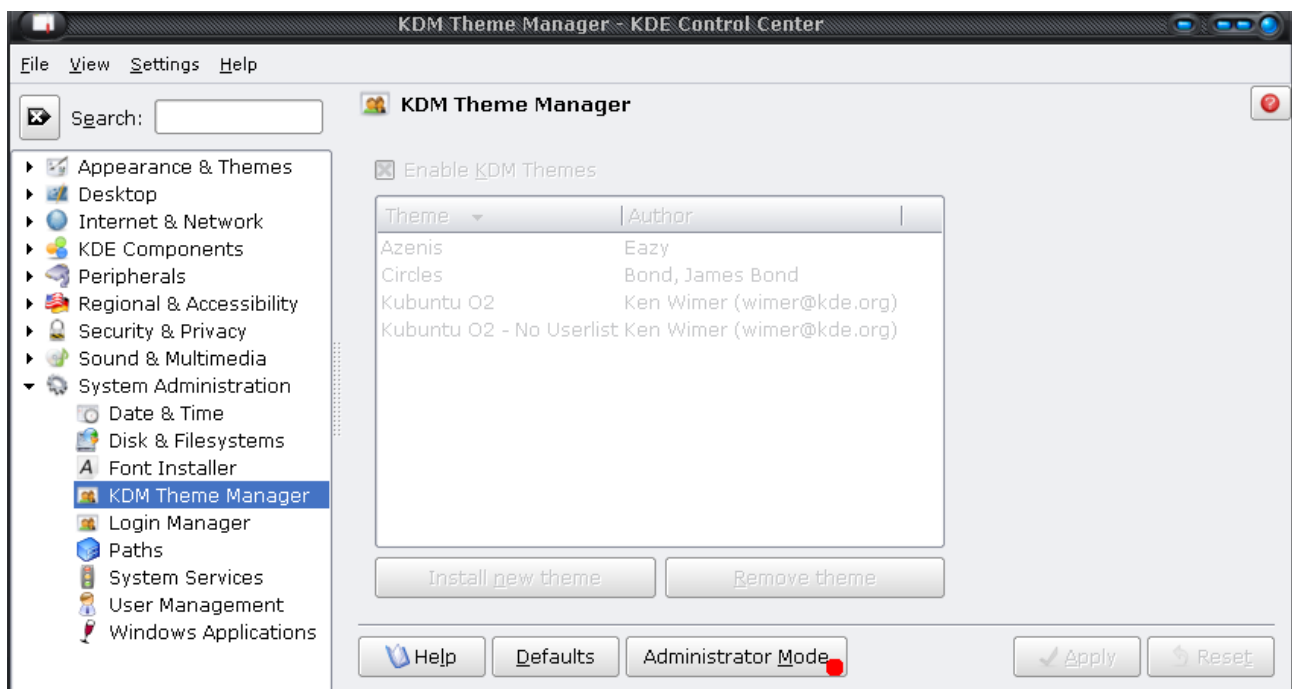 KDM Theme Manager - KDE Control Center
File View Settings Help
Search:
KDM Theme Manager
Appearance & Themes
Desktop
Internet & Network
KDE Components
Peripherals
Regional & Accessibility
Security & Privacy
Sound & Multimedia
System Administration
Date & Time
Disk & Filesystems
Font Installer
KDM Theme Manager
Login Manager
Paths
System Services
User Management
Windows Applications
Enable KDM Themes
Theme Author
Azenis Eazy
Circles Bond, James Bond
Kubuntu O2 Ken Wimer (wimer@kde.org)
Kubuntu O2 - No Userlist Ken Wimer (wimer@kde.org)
Install new theme Remove theme
Help Defaults Administrator Mode Apply Reset